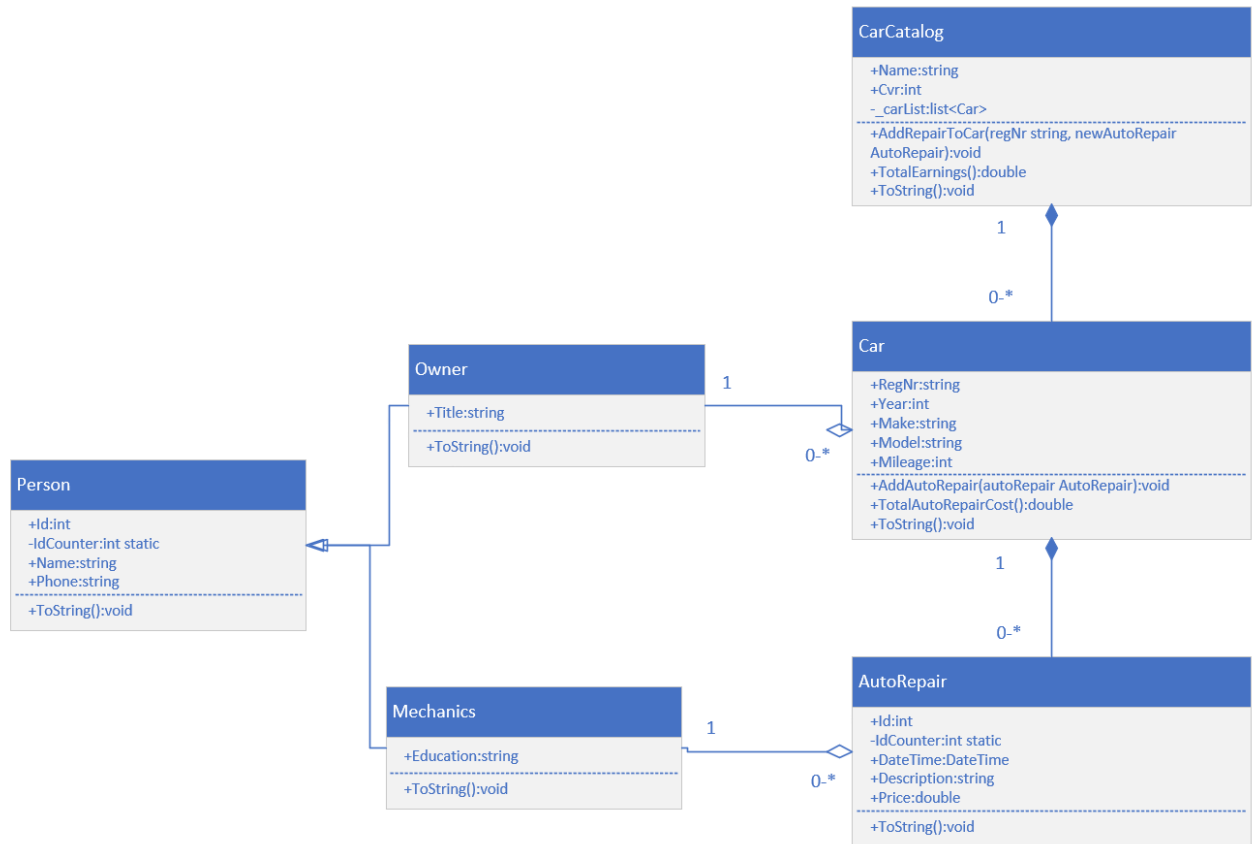 CarCatalog
+Name:string
+Cvr:int
-_carList:list<Car>
+AddRepairToCar(regNr string, newAutoRepair
AutoRepair):void
+TotalEarnings():double
+ToString():void
1
0-*
Car
+RegNr:string
+Year:int
+Make:string
+Model:string
+Mileage:int
+AddAutoRepair(autoRepair AutoRepair):void
+TotalAutoRepairCost():double
+ToString():void
Owner
+Title:string
+ToString():void
1
0-*
Person
+Id:int
-IdCounter:int static
+Name:string
+Phone:string
+ToString():void
1
0-*
Mechanics
+Education:string
+ToString():void
1
0-*
AutoRepair
+Id:int
-IdCounter:int static
+DateTime:DateTime
+Description:string
+Price:double
+ToString():void